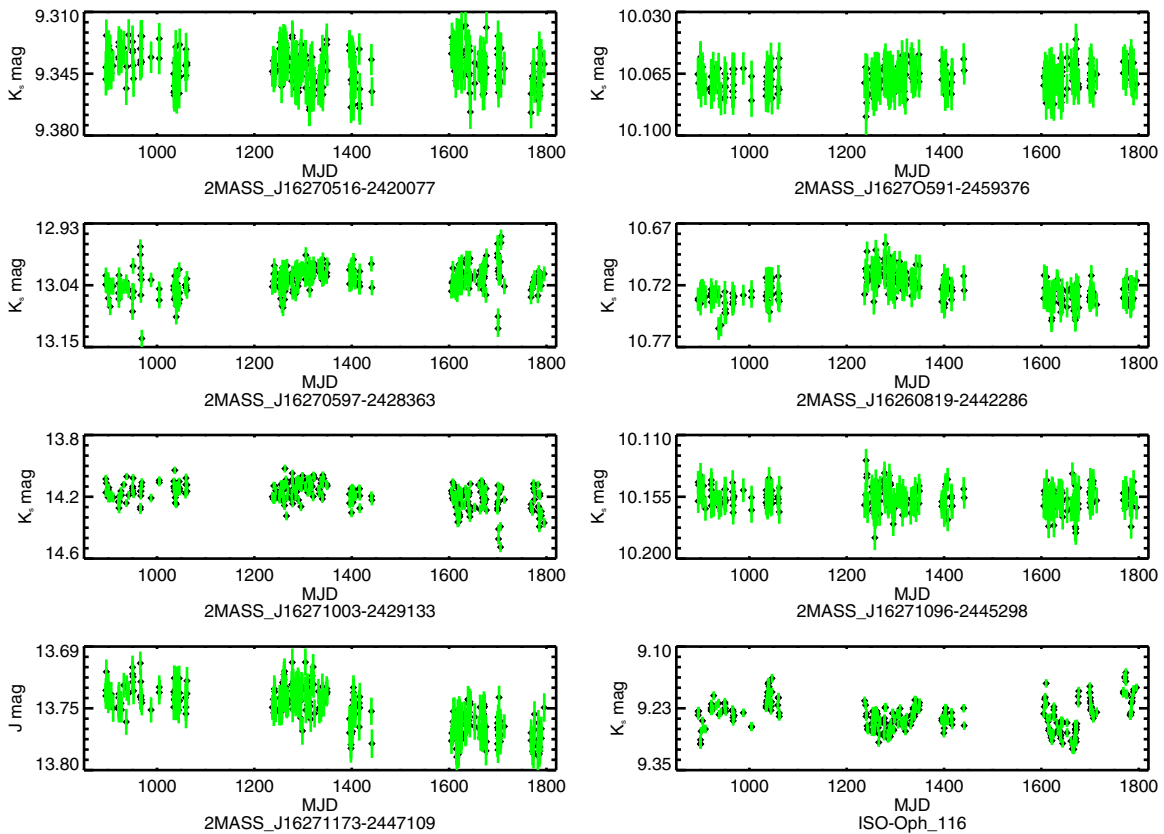 9.310
9.345
9.380
Ks mag
1000 1200 1400 1600 1800
MJD
2MASS_J16270516-2420077
10.030
10.065
10.100
Ks mag
1000 1200 1400 1600 1800
MJD
2MASS_J1627O591-2459376
12.93
13.04
13.15
Ks mag
1000 1200 1400 1600 1800
MJD
2MASS_J16270597-2428363
10.67
10.72
10.77
Ks mag
1000 1200 1400 1600 1800
MJD
2MASS_J16260819-2442286
13.8
14.2
14.6
Ks mag
1000 1200 1400 1600 1800
MJD
2MASS_J16271003-2429133
10.110
10.155
10.200
Ks mag
1000 1200 1400 1600 1800
MJD
2MASS_J16271096-2445298
13.69
13.75
13.80
J mag
1000 1200 1400 1600 1800
MJD
2MASS_J16271173-2447109
9.10
9.23
9.35
Ks mag
1000 1200 1400 1600 1800
MJD
ISO-Oph_116